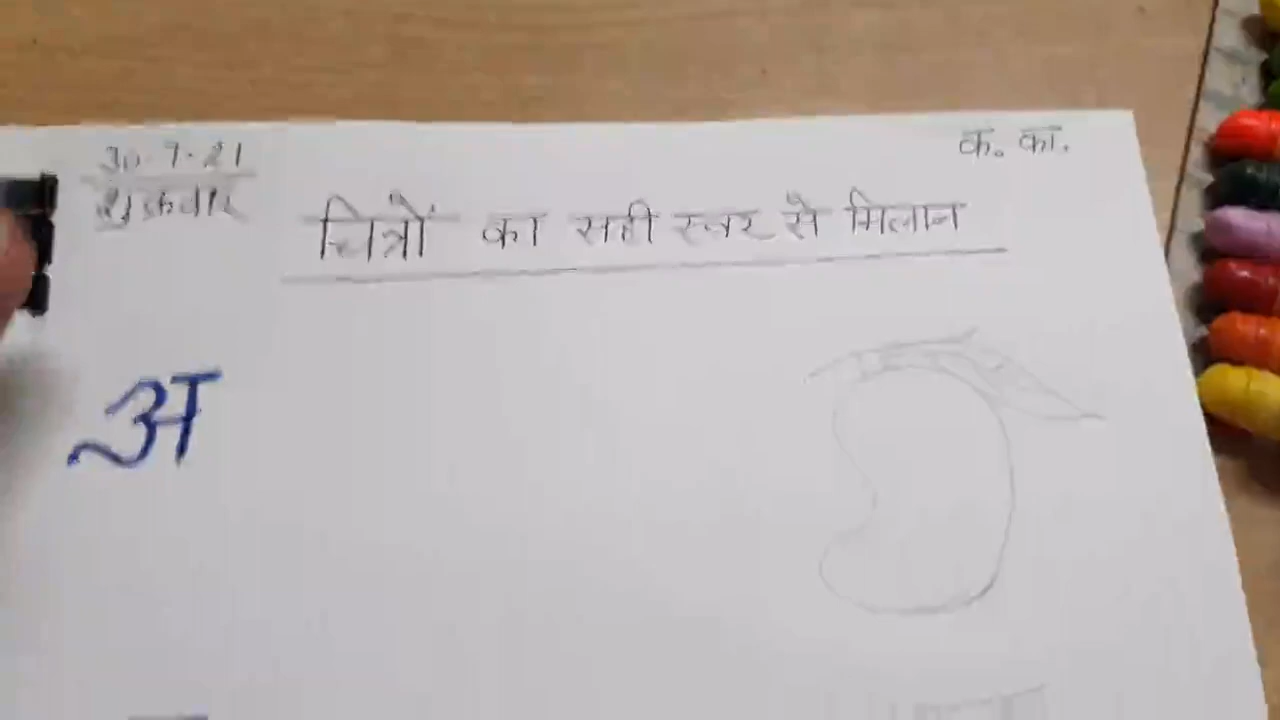 30.7.21
शुक्रवार
क. का.
चित्रों का सही स्वर से मिलान
अ